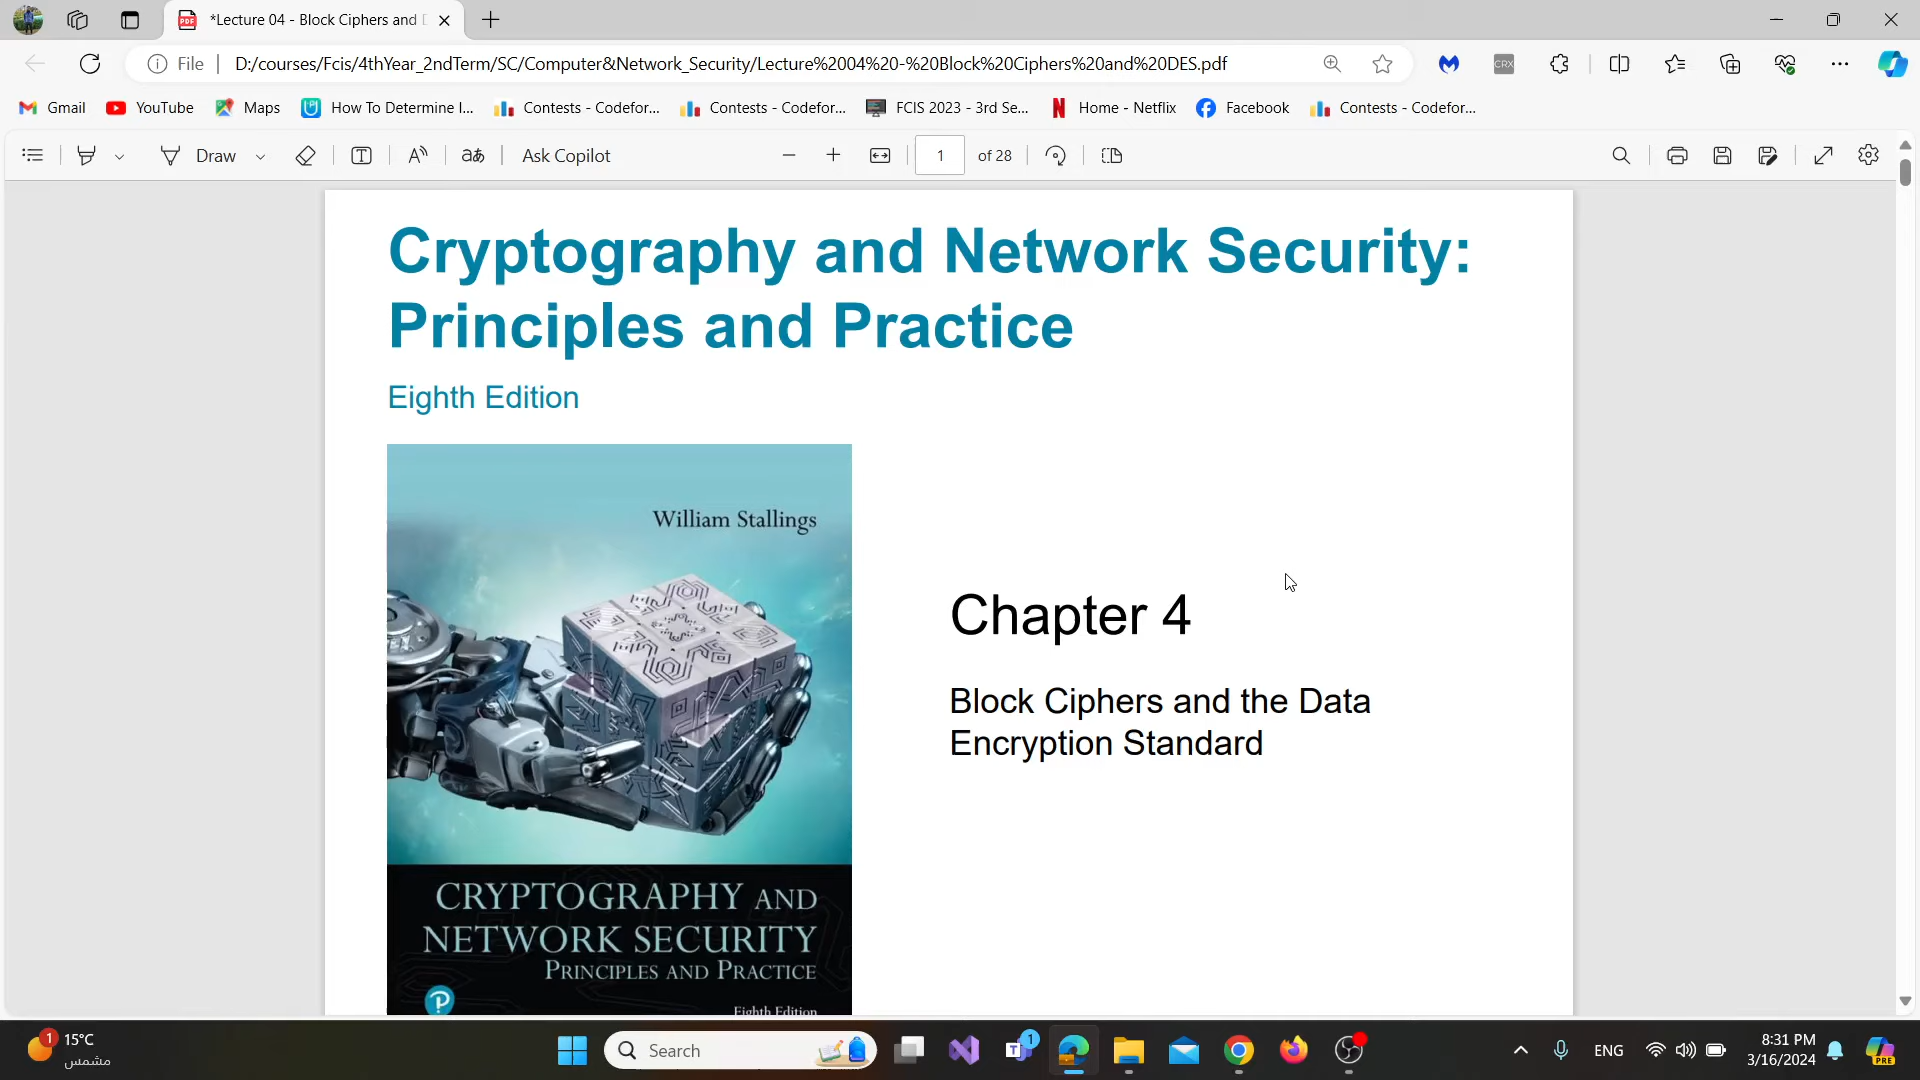 *Lecture 04 - Block Ciphers and D
File
D:/courses/Fcis/4thYear_2ndTerm/SC/Computer&Network_Security/Lecture%2004%20-%20Block%20Ciphers%20and%20DES.pdf
CRX
Gmail
YouTube
Maps
How To Determine I...
Contests - Codefor...
Contests - Codefor...
FCIS 2023 - 3rd Se...
Home - Netflix
Facebook
Contests - Codefor...
Draw
Ask Copilot
1 of 28
Cryptography and Network Security:
Principles and Practice
Eighth Edition
William Stallings
Chapter 4
Block Ciphers and the Data
Encryption Standard
CRYPTOGRAPHY AND
NETWORK SECURITY
PRINCIPLES AND PRACTICE
Eighth Edition
1
15°C
مشمس
Search
1
ENG
8:31 PM
3/16/2024
PRE